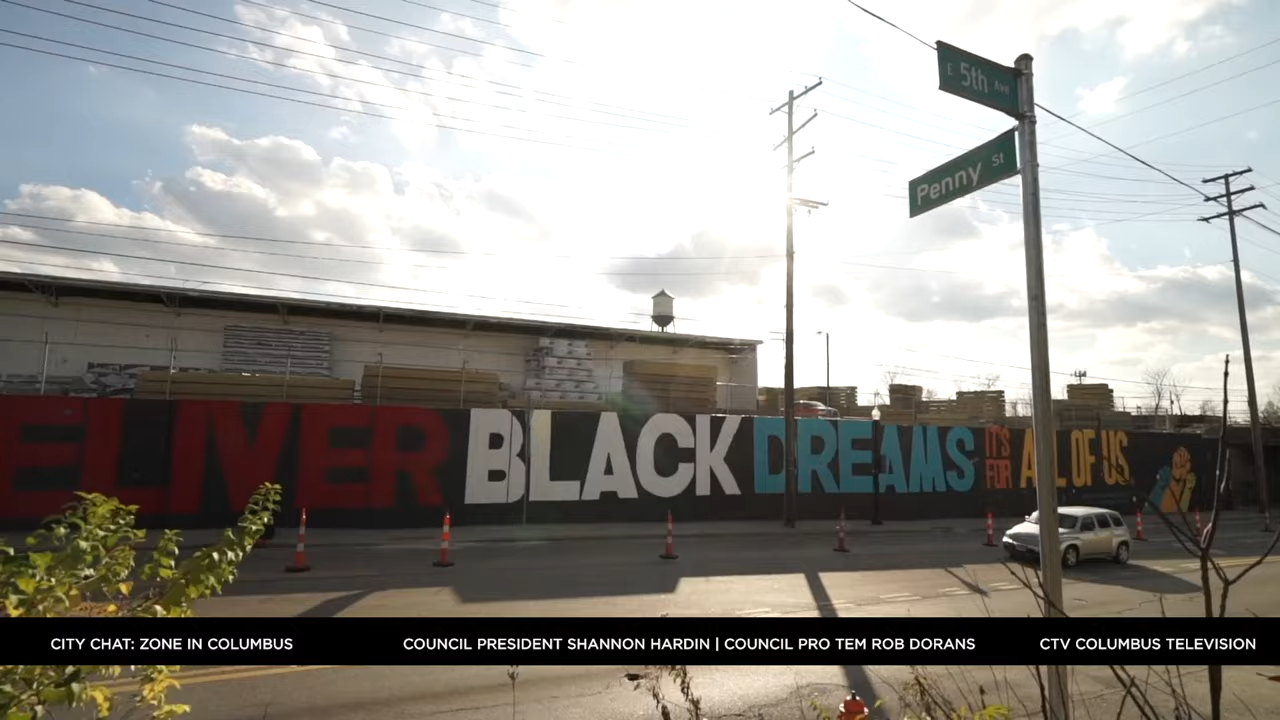 E 5th Ave
Penny St
ELIVER BLACK DREAMS IT'S FOR ALL OF US
CITY CHAT: ZONE IN COLUMBUS
COUNCIL PRESIDENT SHANNON HARDIN | COUNCIL PRO TEM ROB DORANS
CTV COLUMBUS TELEVISION